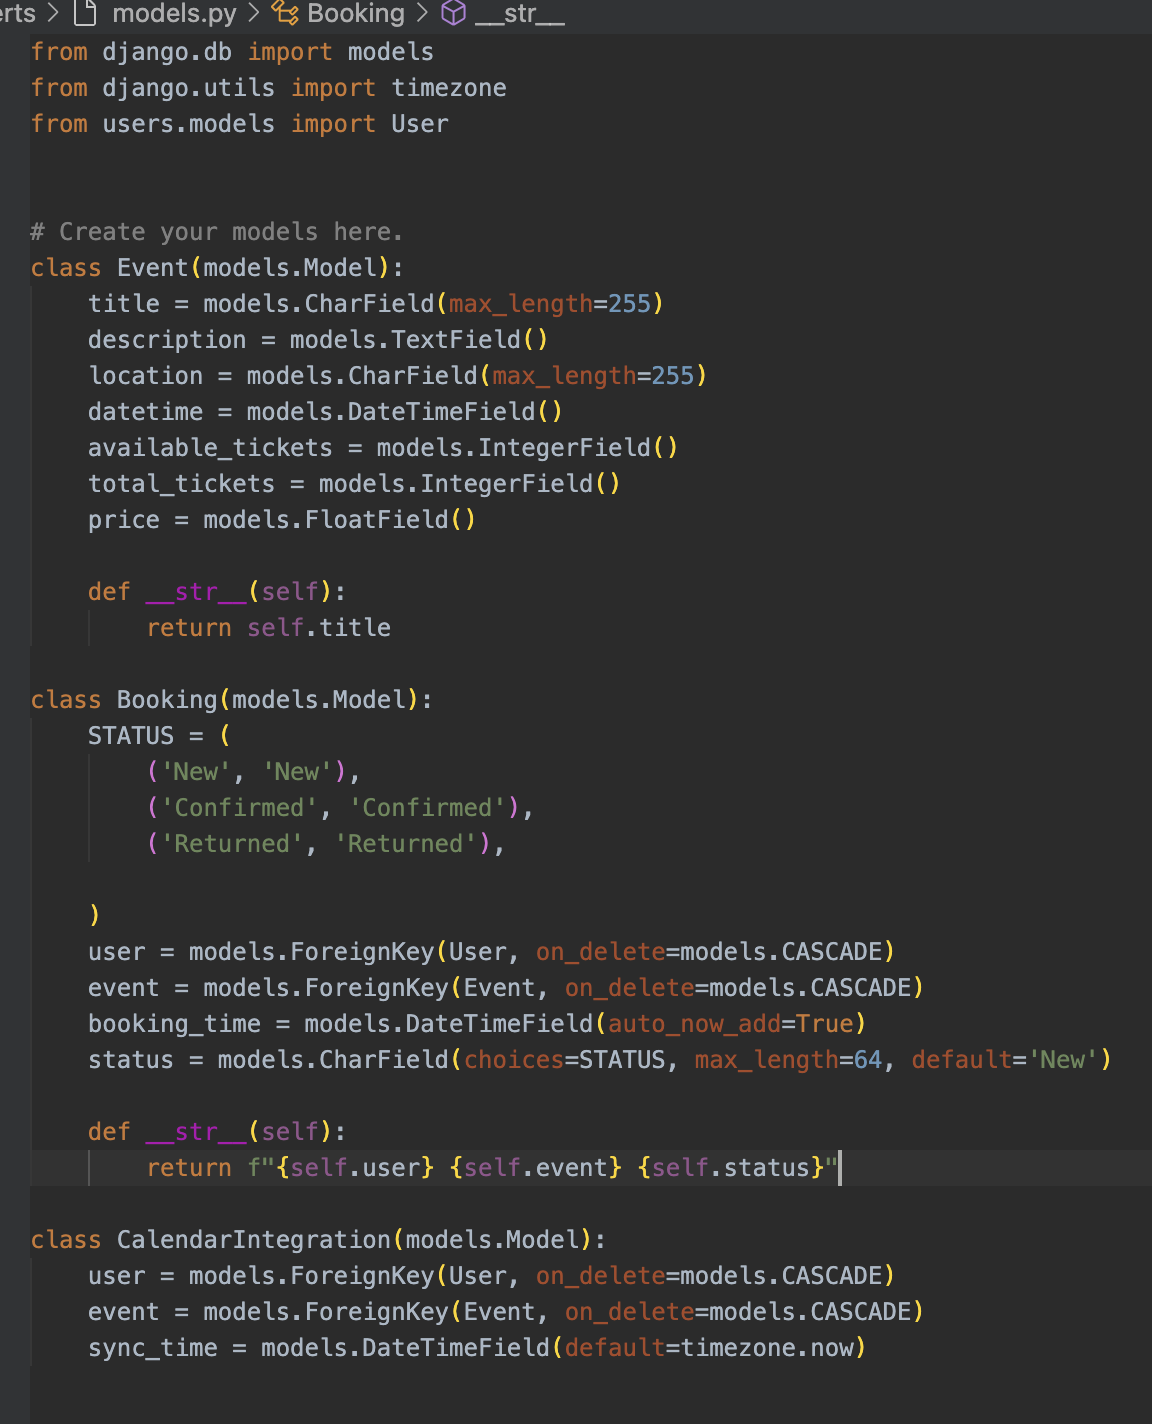 erts > models.py > Booking > __str__
from django.db import models
from django.utils import timezone
from users.models import User
# Create your models here.
class Event(models.Model):
    title = models.CharField(max_length=255)
    description = models.TextField()
    location = models.CharField(max_length=255)
    datetime = models.DateTimeField()
    available_tickets = models.IntegerField()
    total_tickets = models.IntegerField()
    price = models.FloatField()
    def __str__(self):
        return self.title
class Booking(models.Model):
    STATUS = (
        ('New', 'New'),
        ('Confirmed', 'Confirmed'),
        ('Returned', 'Returned'),
    )
    user = models.ForeignKey(User, on_delete=models.CASCADE)
    event = models.ForeignKey(Event, on_delete=models.CASCADE)
    booking_time = models.DateTimeField(auto_now_add=True)
    status = models.CharField(choices=STATUS, max_length=64, default='New')
    def __str__(self):
        return f"{self.user} {self.event} {self.status}"
class CalendarIntegration(models.Model):
    user = models.ForeignKey(User, on_delete=models.CASCADE)
    event = models.ForeignKey(Event, on_delete=models.CASCADE)
    sync_time = models.DateTimeField(default=timezone.now)